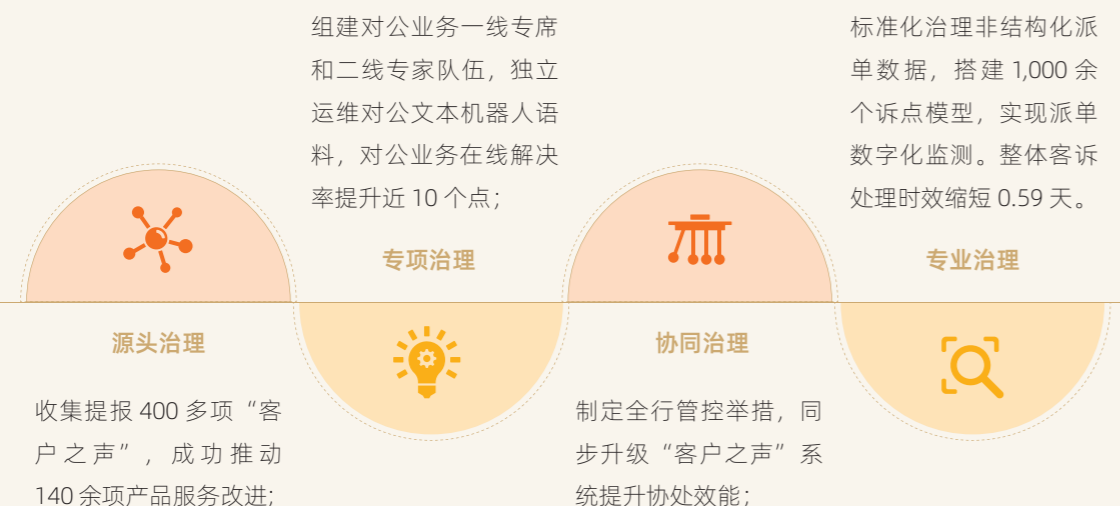 源头治理
收集提报 400 多项“客
户之声”，成功推动
140 余项产品服务改进;
组建对公业务一线专席
和二线专家队伍，独立
运维对公文本机器人语
料，对公业务在线解决
率提升近 10 个点；
专项治理
协同治理
制定全行管控举措，同
步升级“客户之声”系
统提升协处效能；
标准化治理非结构化派
单数据，搭建 1,000 余
个诉点模型，实现派单
数字化监测。整体客诉
处理时效缩短 0.59 天。
专业治理